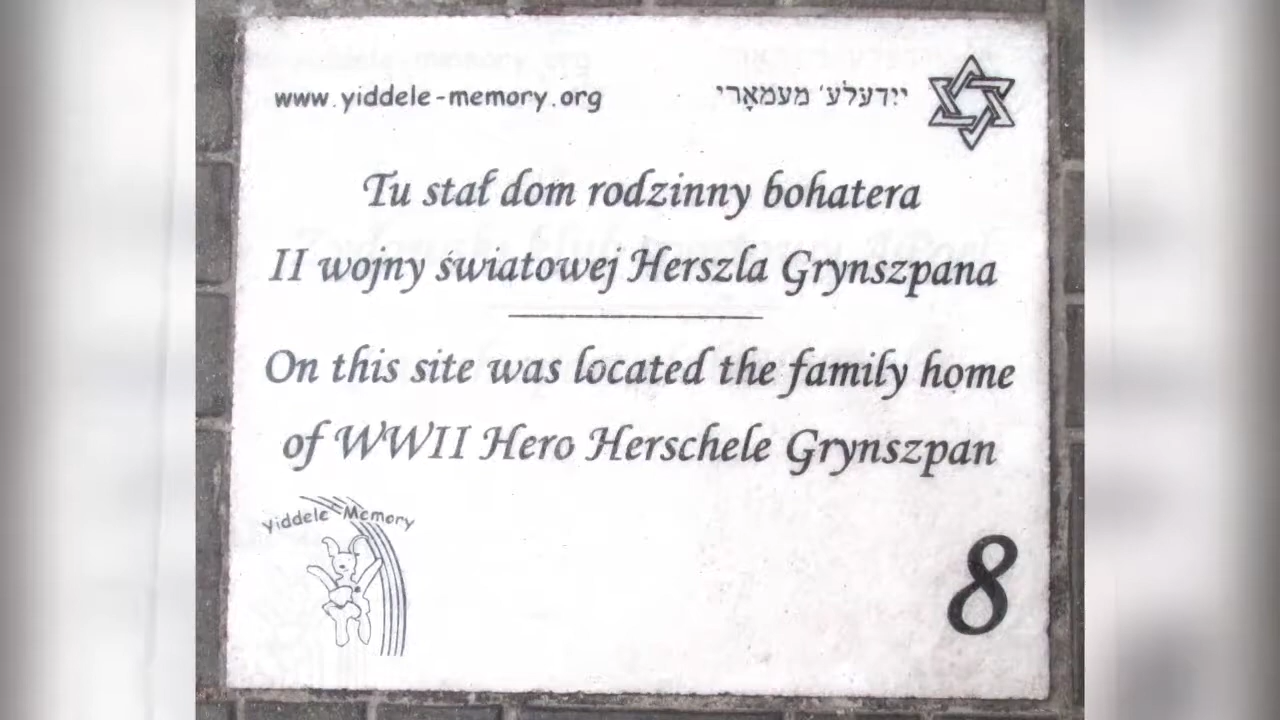 www.yiddele-memory.org
ייִדעלע׳ מעמאָרי
Tu stał dom rodzinny bohatera
II wojny światowej Herszla Grynszpana
On this site was located the family home
of WWII Hero Herschele Grynszpan
Yiddele Memory
8